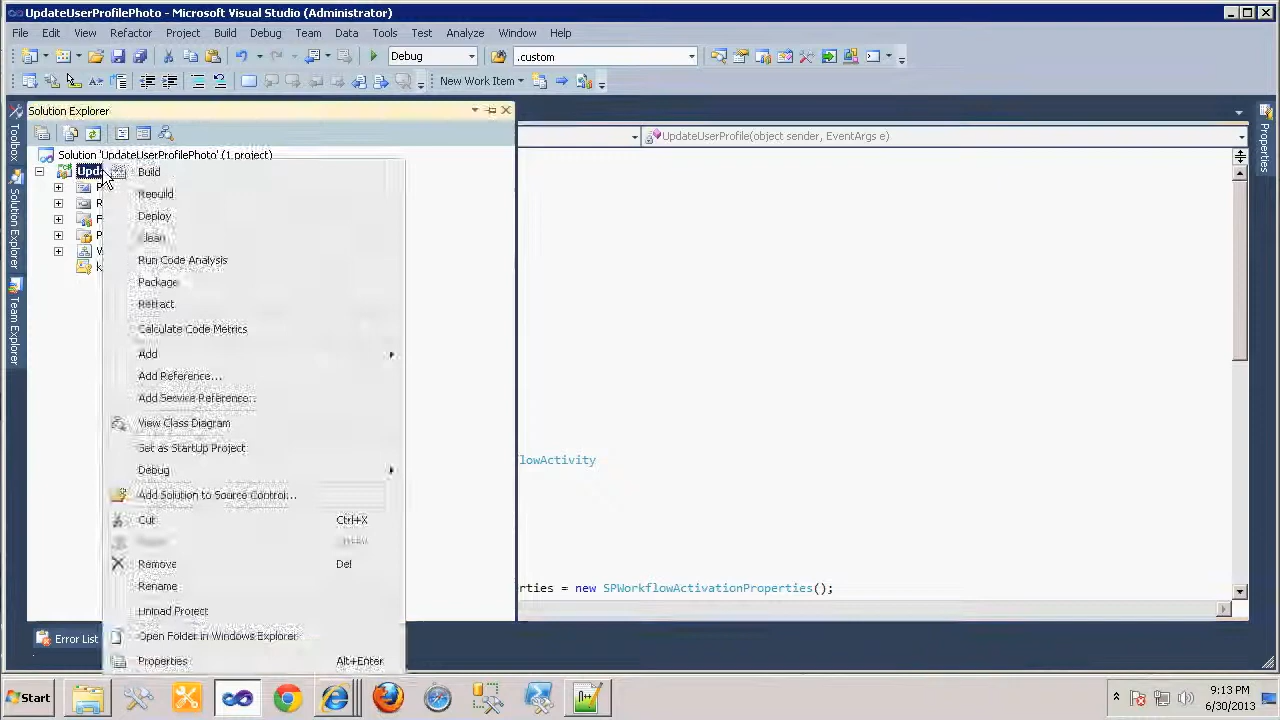 UpdateUserProfilePhoto - Microsoft Visual Studio (Administrator)
File Edit View Refactor Project Build Debug Team Data Tools Test Analyze Window Help
Debug .custom
New Work Item
Solution Explorer
UpdateUserProfile(object sender, EventArgs e)
Toolbox
Solution Explorer
Team Explorer
Properties
Solution 'UpdateUserProfilePhoto' (1 project)
Upda
Build
Rebuild
Deploy
Clean
Run Code Analysis
Package
Retract
Calculate Code Metrics
Add
Add Reference...
Add Service Reference...
View Class Diagram
Set as StartUp Project
Debug
Add Solution to Source Control...
Cut Ctrl+X
Remove Del
Rename
Unload Project
Open Folder in Windows Explorer
Properties Alt+Enter
lowActivity
rties = new SPWorkflowActivationProperties();
Error List
Start
9:13 PM
6/30/2013